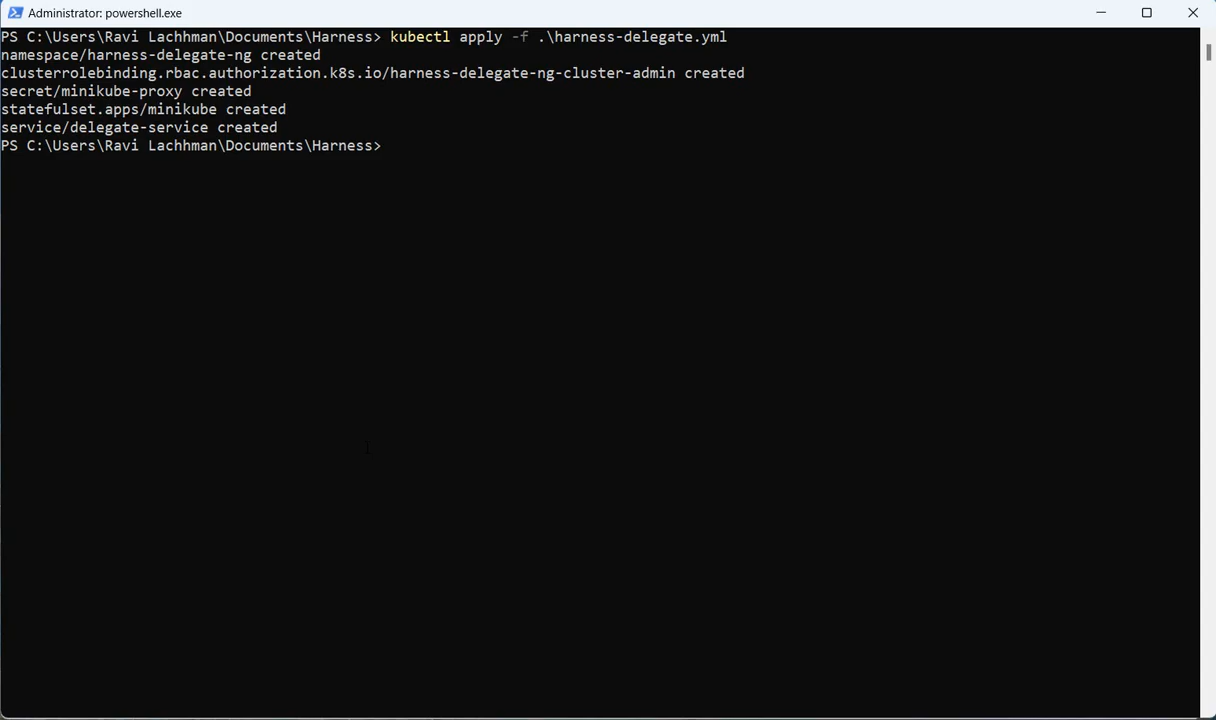 Administrator: powershell.exe
PS C:\Users\Ravi Lachhman\Documents\Harness> kubectl apply -f .\harness-delegate.yml
namespace/harness-delegate-ng created
clusterrolebinding.rbac.authorization.k8s.io/harness-delegate-ng-cluster-admin created
secret/minikube-proxy created
statefulset.apps/minikube created
service/delegate-service created
PS C:\Users\Ravi Lachhman\Documents\Harness>